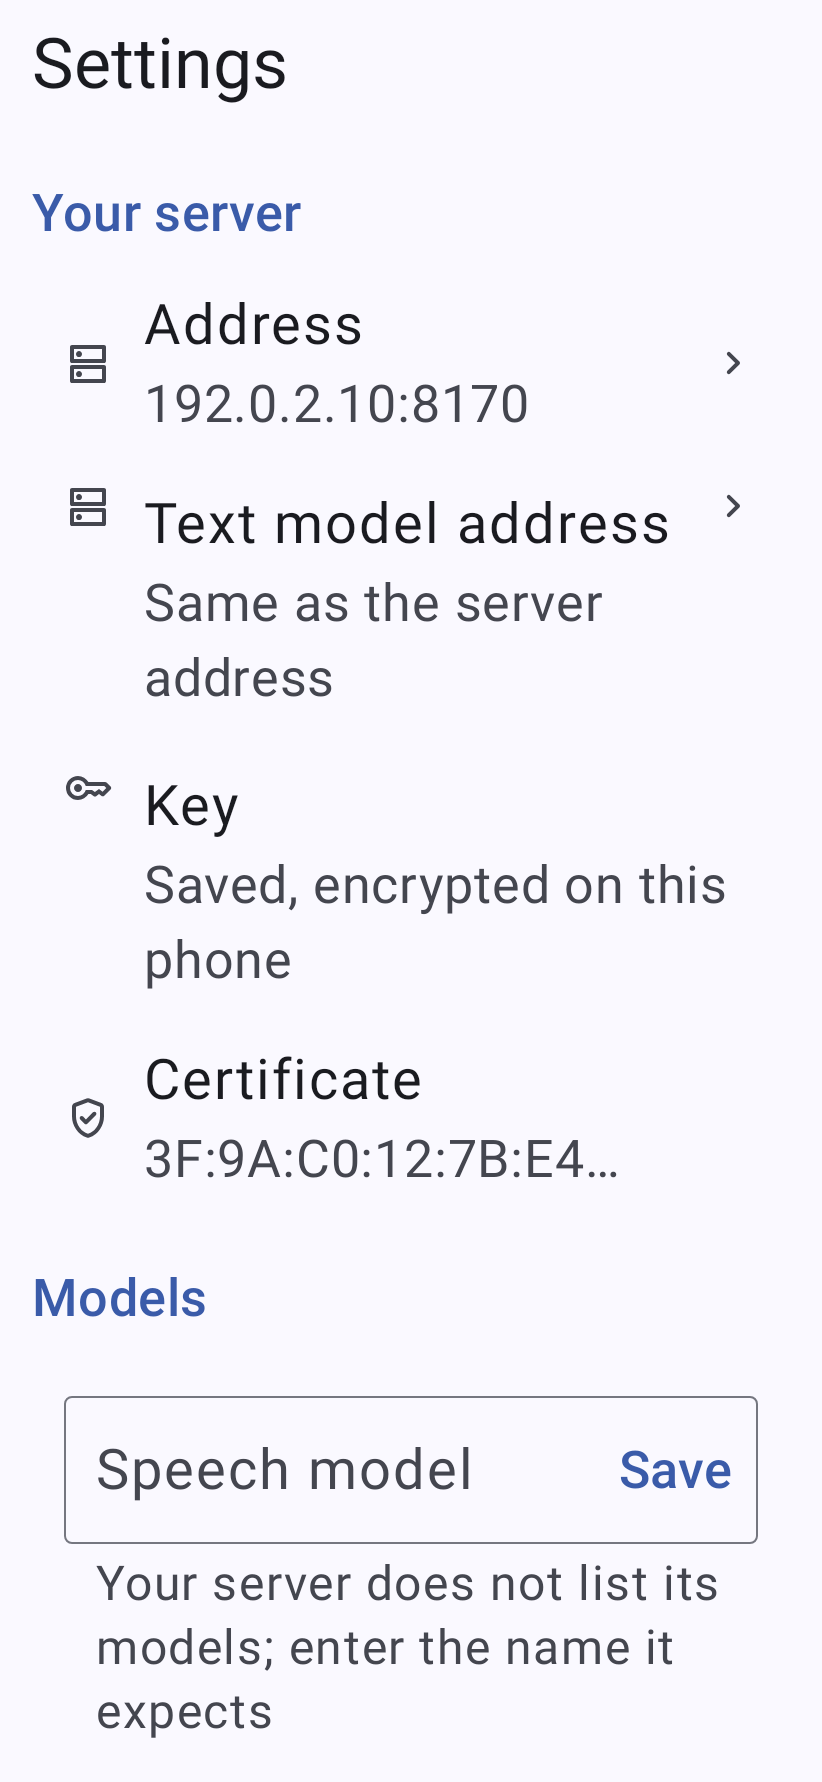 Settings
Your server
Address
192.0.2.10:8170
Text model address
Same as the server
address
Key
Saved, encrypted on this
phone
Certificate
3F:9A:C0:12:7B:E4…
Models
Speech model Save
Your server does not list its
models; enter the name it
expects